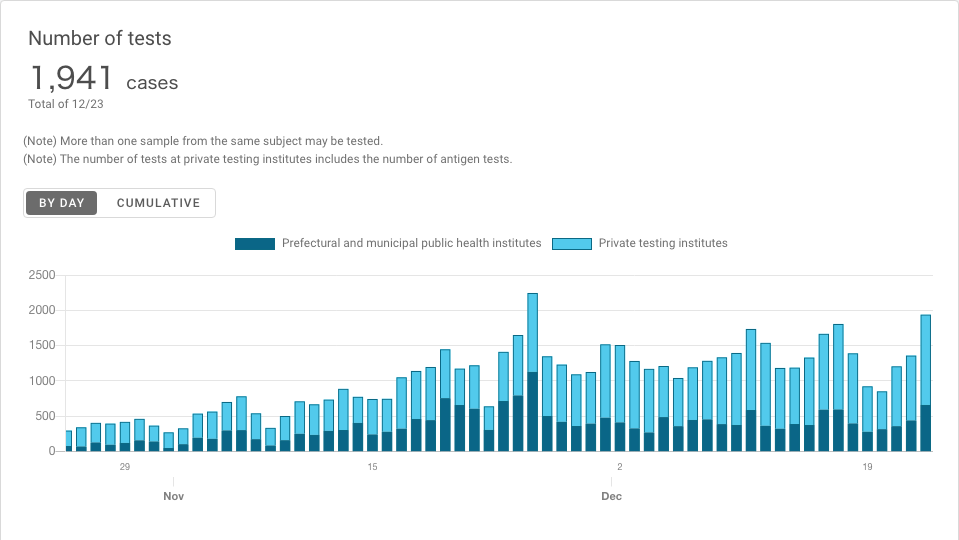 Number of tests
1,941 cases
Total of 12/23
(Note) More than one sample from the same subject may be tested.
(Note) The number of tests at private testing institutes includes the number of antigen tests.
BY DAY CUMULATIVE
Prefectural and municipal public health institutes Private testing institutes
2500
2000
1500
1000
500
0
29 15 2 19
Nov Dec